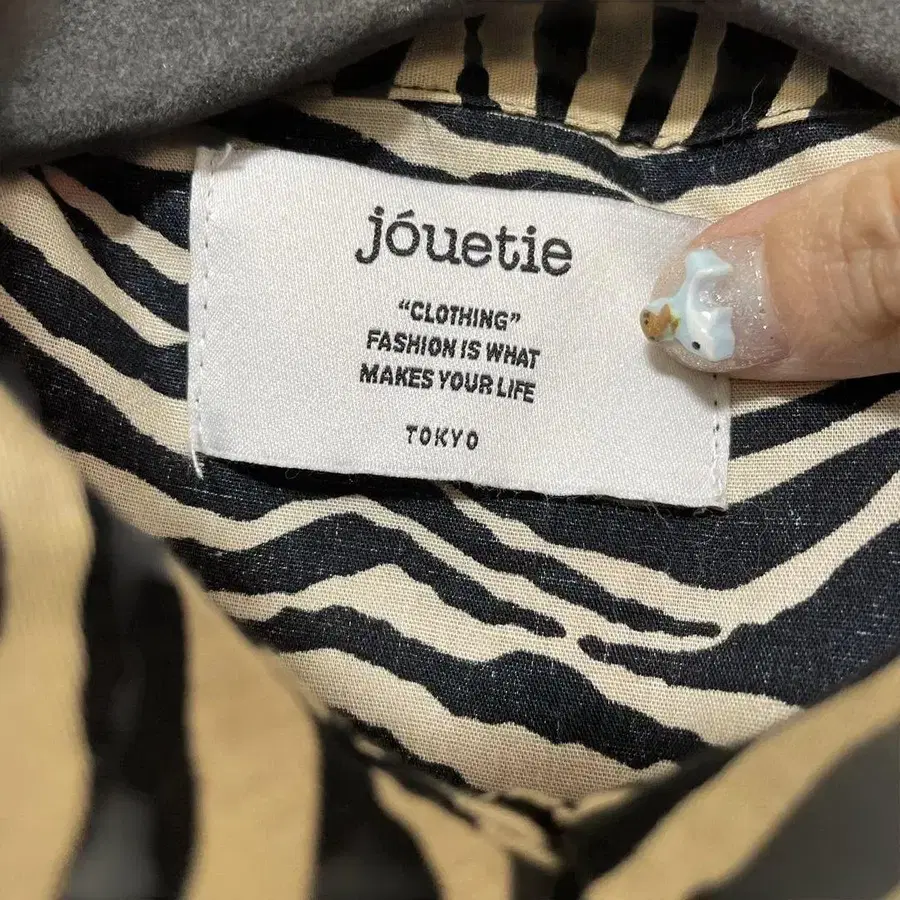 jóuetie
“CLOTHING”
FASHION IS WHAT
MAKES YOUR LIFE
TOKYO